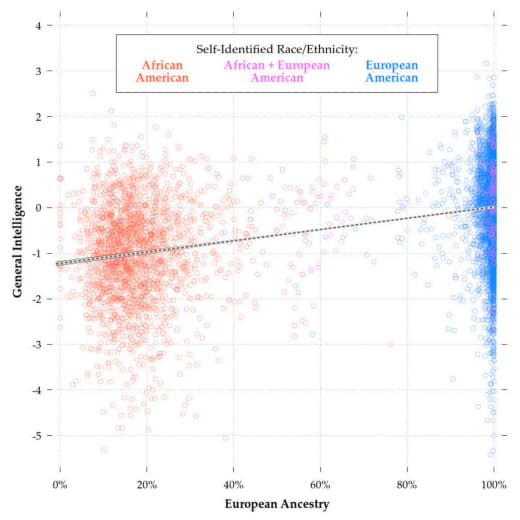 Self-Identified Race/Ethnicity:
African African + European European
American American American
4
3
2
1
0
-1
-2
-3
-4
-5
General Intelligence
0% 20% 40% 60% 80% 100%
European Ancestry